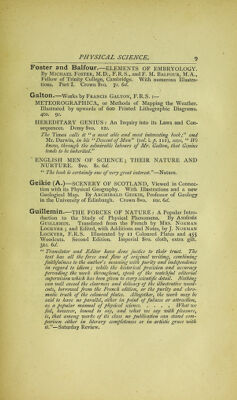 PHYSICAL SCIENCE. 9
Foster and Balfour.—ELEMENTS OF EMBRYOLOGY.
By MICHAEL FOSTER, M.D., F.R.S., and F. M. BALFOUR, M.A.,
Fellow of Trinity College, Cambridge. With numerous Illustra-
tions. Part I. Crown 8vo. 7s. 6d.
Galton.—Works by FRANCIS GALTON, F.R.S. :—
METEOROGRAPHICA, or Methods of Mapping the Weather.
Illustrated by upwards of 600 Printed Lithographic Diagrams.
4to. 9s.
HEREDITARY GENIUS: An Inquiry into its Laws and Con-
sequences. Demy 8vo. 12s.
The Times calls it "a most able and most interesting book;" and
Mr. Darwin, in his "Descent of Man" (vol. i. p. 111), says, "We
know, through the admirable labours of Mr. Galton, that Genius
tends to be inherited."
ENGLISH MEN OF SCIENCE; THEIR NATURE AND
NURTURE. 8vo. 8s. 6d.
"The book is certainly one of very great interest."—Nature.
Geikie (A.)—SCENERY OF SCOTLAND, Viewed in Connec-
tion with its Physical Geography. With Illustrations and a new
Geological Map. By ARCHIBALD GEIKIE, Professor of Geology
in the University of Edinburgh. Crown 8vo. 10s. 6d.
Guillemin.—THE FORCES OF NATURE: A Popular Intro-
duction to the Study of Physical Phenomena. By AMÉDÉE
GUILLEMIN. Translated from the French by MRS. NORMAN
LOCKYER; and Edited, with Additions and Notes, by J. NORMAN
LOCKYER, F.R.S. Illustrated by 11 Coloured Plates and 455
Woodcuts. Second Edition. Imperial 8vo. cloth, extra gilt.
31s. 6d.
"Translator and Editor have done justice to their trust. The
text has all the force and flow of original writing, combining
faithfulness to the author's meaning with purity and independence
in regard to idiom; while the historical precision and accuracy
pervading the work throughout, speak of the watchful editorial
supervision which has been given to every scientific detail. Nothing
can well exceed the clearness and delicacy of the illustrative wood-
cuts, borrowed from the French edition, or the purity and chro-
matic truth of the coloured plates. Altogether, the work may be
said to have no parallel, either in point of fulness or attraction,
as a popular manual of physical science. . . . . . What we
feel, however, bound to say, and what we say with pleasure,
is, that among works of its class no publication can stand com-
parison either in literary completeness or in artistic grace with
it."—Saturday Review.